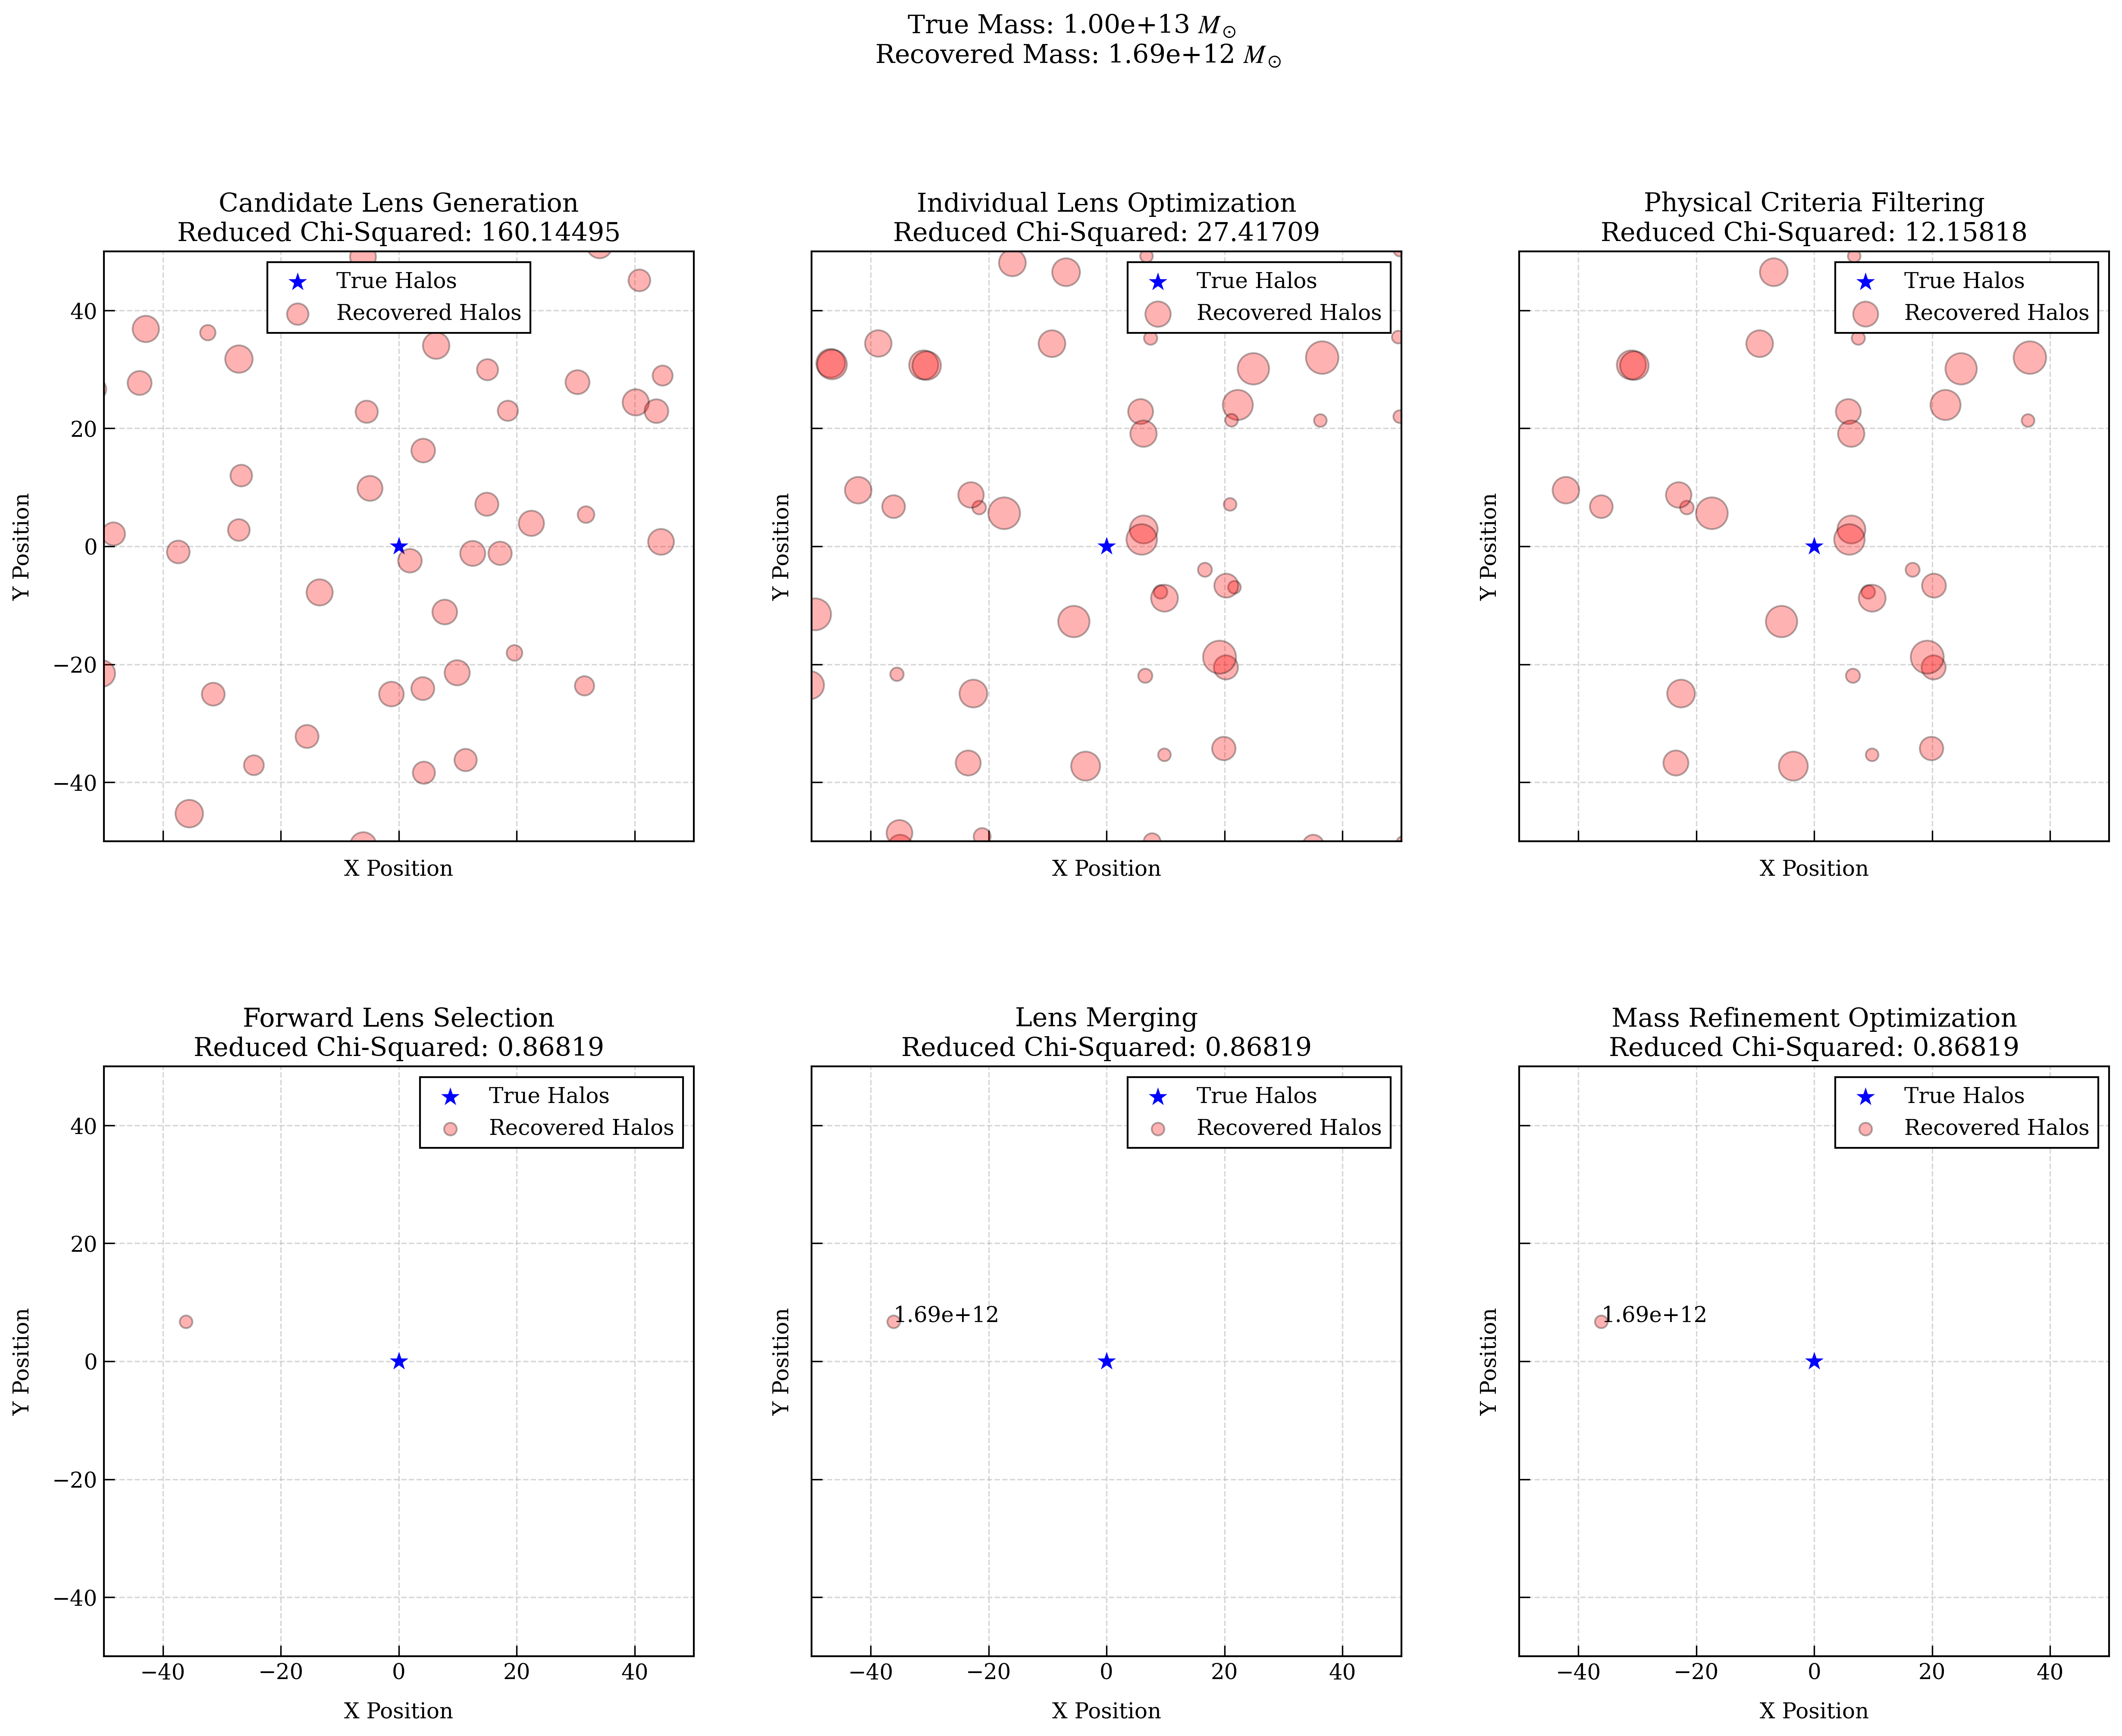 True Mass: 1.00e+13 M⊙
Recovered Mass: 1.69e+12 M⊙
Candidate Lens Generation
Reduced Chi-Squared: 160.14495
True Halos
Recovered Halos
40
20
0
−20
−40
Y Position
X Position
Individual Lens Optimization
Reduced Chi-Squared: 27.41709
True Halos
Recovered Halos
Y Position
X Position
Physical Criteria Filtering
Reduced Chi-Squared: 12.15818
True Halos
Recovered Halos
Y Position
X Position
Forward Lens Selection
Reduced Chi-Squared: 0.86819
True Halos
Recovered Halos
40
20
0
−20
−40
Y Position
−40 −20 0 20 40
X Position
Lens Merging
Reduced Chi-Squared: 0.86819
True Halos
Recovered Halos
1.69e+12
Y Position
−40 −20 0 20 40
X Position
Mass Refinement Optimization
Reduced Chi-Squared: 0.86819
True Halos
Recovered Halos
1.69e+12
Y Position
−40 −20 0 20 40
X Position